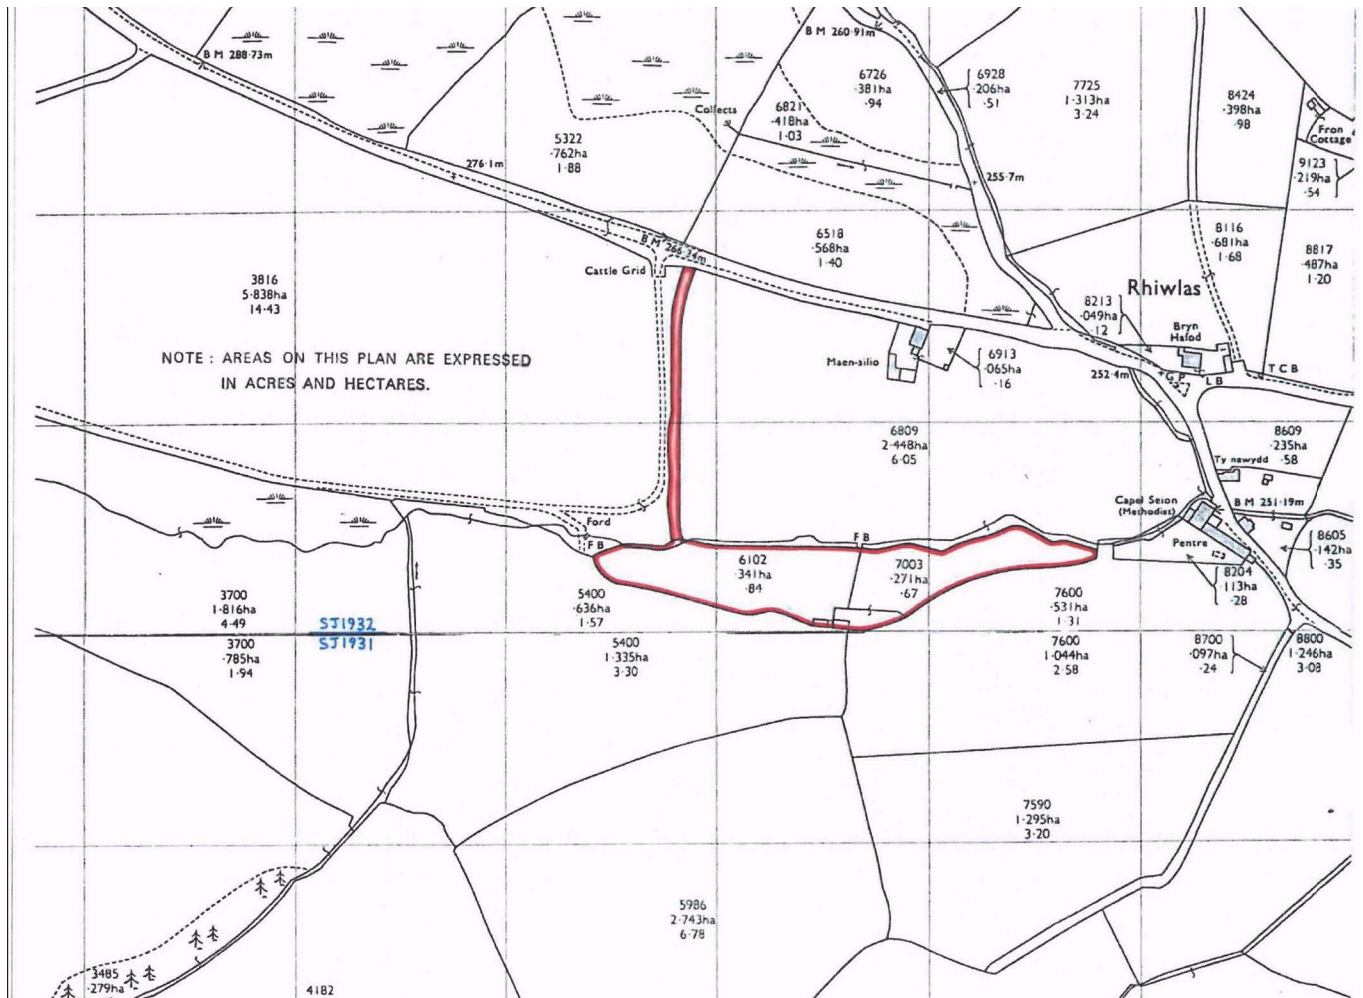 B M 288·73m
B M 260·91m
6726
·381ha
·94
6928
·206ha
·51
7725
1·313ha
3·24
8424
·398ha
·98
Fron
Cottage
9123
·219ha
·54
Collects
6821
·418ha
1·03
5322
·762ha
1·88
276·1m
255·7m
B M 266·34m
Cattle Grid
6518
·568ha
1·40
8116
·681ha
1·68
8817
·487ha
1·20
3816
5·838ha
14·43
Rhiwlas
8213
·049ha
·12
Bryn
Hafod
NOTE : AREAS ON THIS PLAN ARE EXPRESSED
IN ACRES AND HECTARES.
Maen-ailio
6913
·065ha
·16
252·4m
G P
L B
T C B
6809
2·448ha
6·05
8609
·235ha
·58
Ty newydd
Capel Seion
(Methodist)
B M 251·19m
Ford
F B
F B
Pentre
8605
·142ha
·35
6102
·341ha
·84
7003
·271ha
·67
8204
·113ha
·28
3700
1·816ha
4·49
SJ1932
5400
·636ha
1·57
7600
·531ha
1·31
3700
·785ha
1·94
SJ1931
5400
1·335ha
3·30
7600
1·044ha
2·58
8700
·097ha
·24
8800
1·246ha
3·08
7590
1·295ha
3·20
5986
2·743ha
6·78
3485
·279ha
4182